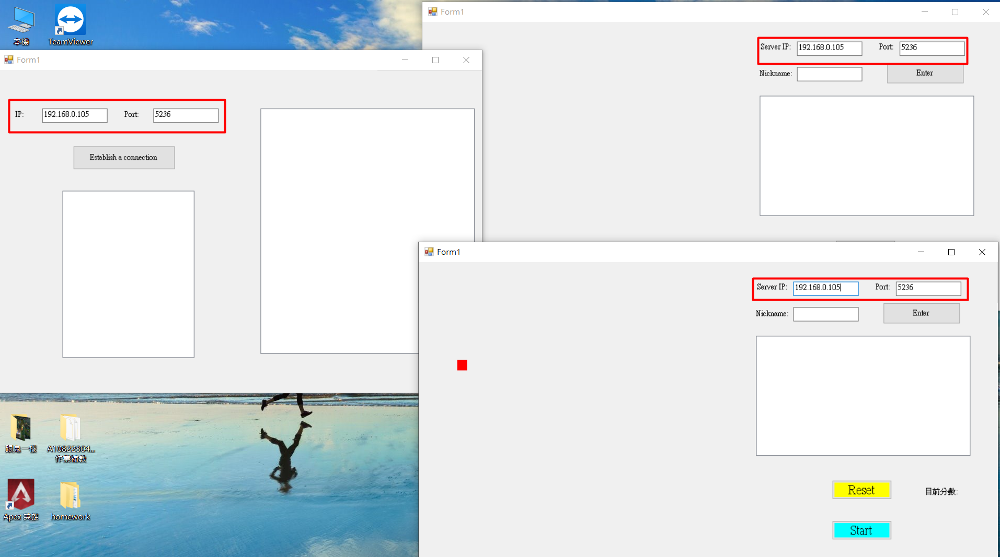 本機
TeamViewer
Form1
IP:
192.168.0.105
Port:
5236
Establish a connection
Form1
Server IP:
192.168.0.105
Port:
5236
Nickname:
Enter
Form1
Server IP:
192.168.0.105
Port:
5236
Nickname:
Enter
Reset
目前分數:
Start
跟鬼一樣
A10822304...
作業補教
Apex 英雄
homework